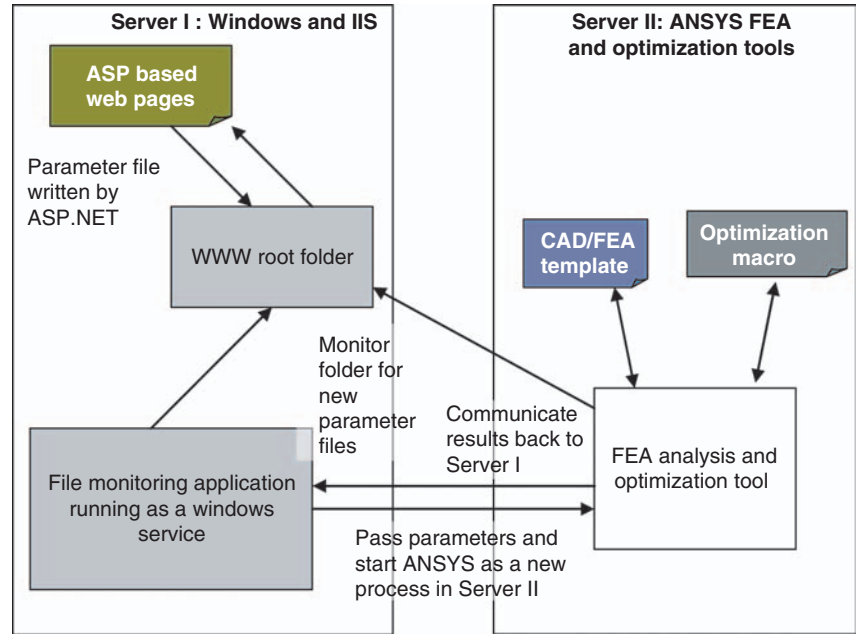 Server I : Windows and IIS
ASP based
web pages
Parameter file
written by
ASP.NET
WWW root folder
Monitor
folder for
new
parameter
files
File monitoring application
running as a windows
service
Server II: ANSYS FEA
and optimization tools
CAD/FEA
template
Optimization
macro
Communicate
results back to
Server I
FEA analysis and
optimization tool
Pass parameters and
start ANSYS as a new
process in Server II